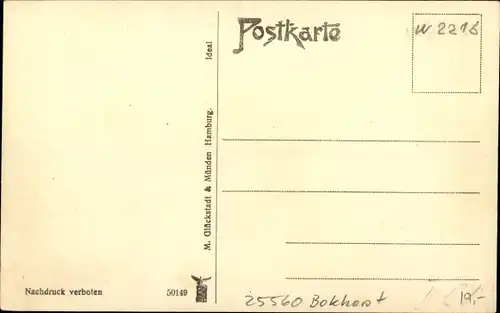 Postkarte
W 2216
M. Glückstadt & Münden Hamburg. Ideal
Nachdruck verboten 50149
25560 Bokhorst
19,-